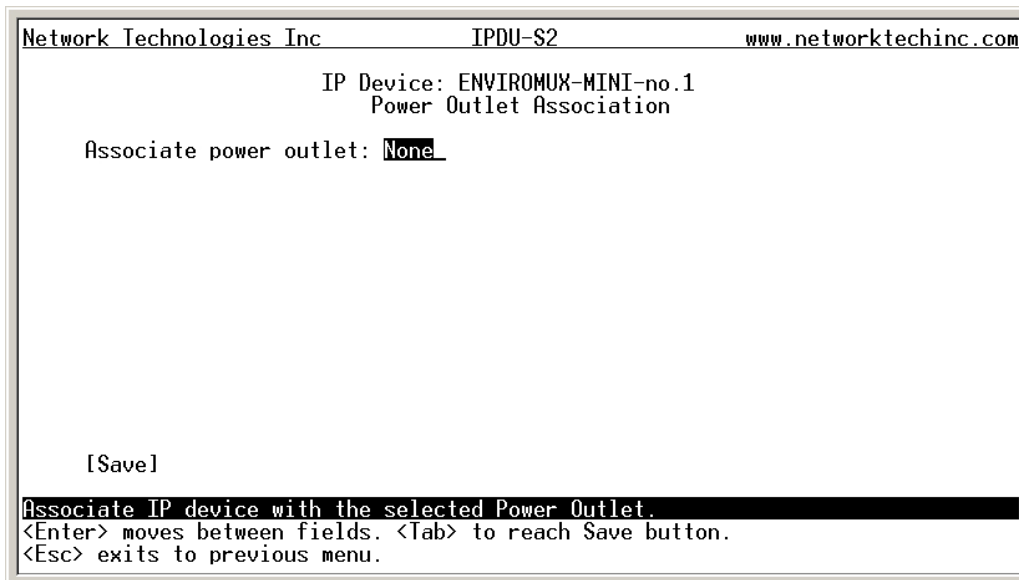 Network Technologies Inc IPDU-S2 www.networktechinc.com
IP Device: ENVIROMUX-MINI-no.1
Power Outlet Association
Associate power outlet: None_
[Save]
Associate IP device with the selected Power Outlet.
<Enter> moves between fields. <Tab> to reach Save button.
<Esc> exits to previous menu.